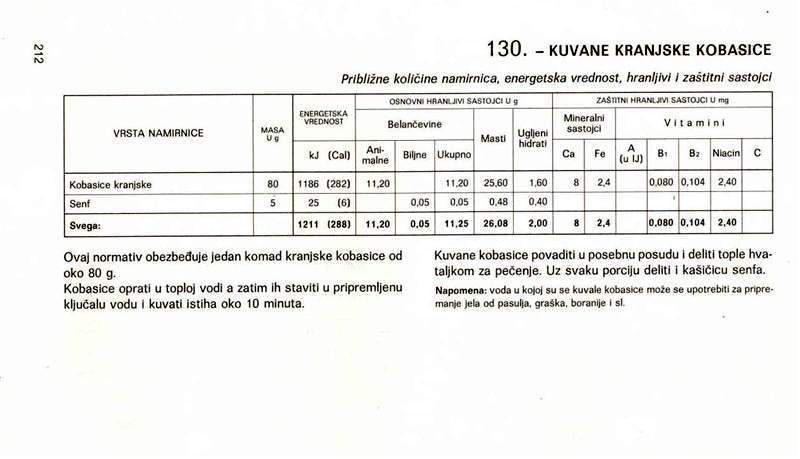 212
130. – KUVANE KRANJSKE KOBASICE
Približne količine namirnica, energetska vrednost, hranljivi i zaštitni sastojci
VRSTA NAMIRNICE
MASA
U g
ENERGETSKA
VREDNOST
OSNOVNI HRANLJIVI SASTOJCI U g
ZAŠTITNI HRANLJIVI SASTOJCI U mg
Belančevine
Masti
Ugljeni
hidrati
Mineralni
sastojci
Vitamini
kJ (Cal)
Ani-
malne
Biljne
Ukupno
Ca
Fe
A
(u IJ)
B1
B2
Niacin
C
Kobasice kranjske 80 1186 (282) 11,20 11,20 25,60 1,60 8 2,4 0,080 0,104 2,40
Senf 5 25 (6) 0,05 0,05 0,48 0,40
Svega: 1211 (288) 11,20 0,05 11,25 26,08 2,00 8 2,4 0,080 0,104 2,40
Ovaj normativ obezbeđuje jedan komad kranjske kobasice od
oko 80 g.
Kobasice oprati u toploj vodi a zatim ih staviti u pripremljenu
ključalu vodu i kuvati istiha oko 10 minuta.
Kuvane kobasice povaditi u posebnu posudu i deliti tople hva-
taljkom za pečenje. Uz svaku porciju deliti i kašičicu senfa.
Napomena: voda u kojoj su se kuvale kobasice može se upotrebiti za pripre-
manje jela od pasulja, graška, boranije i sl.